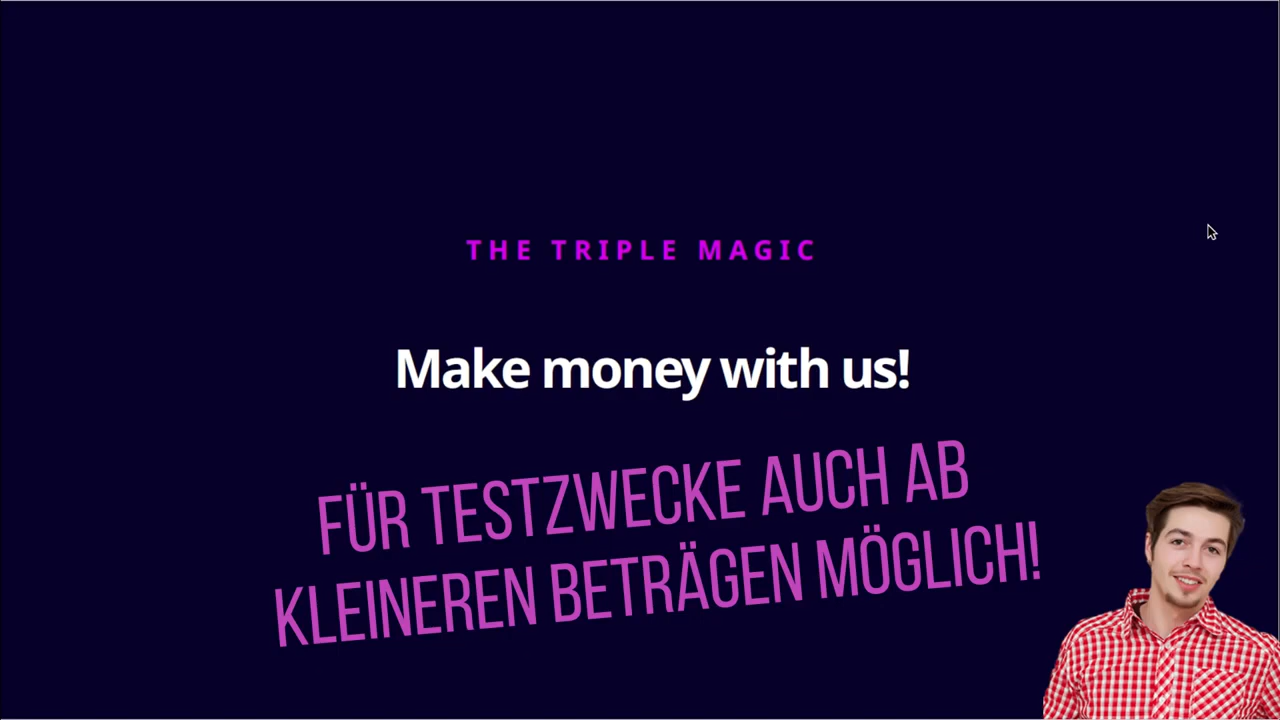 THE TRIPLE MAGIC
Make money with us!
FÜR TESTZWECKE AUCH AB
KLEINEREN BETRÄGEN MÖGLICH!